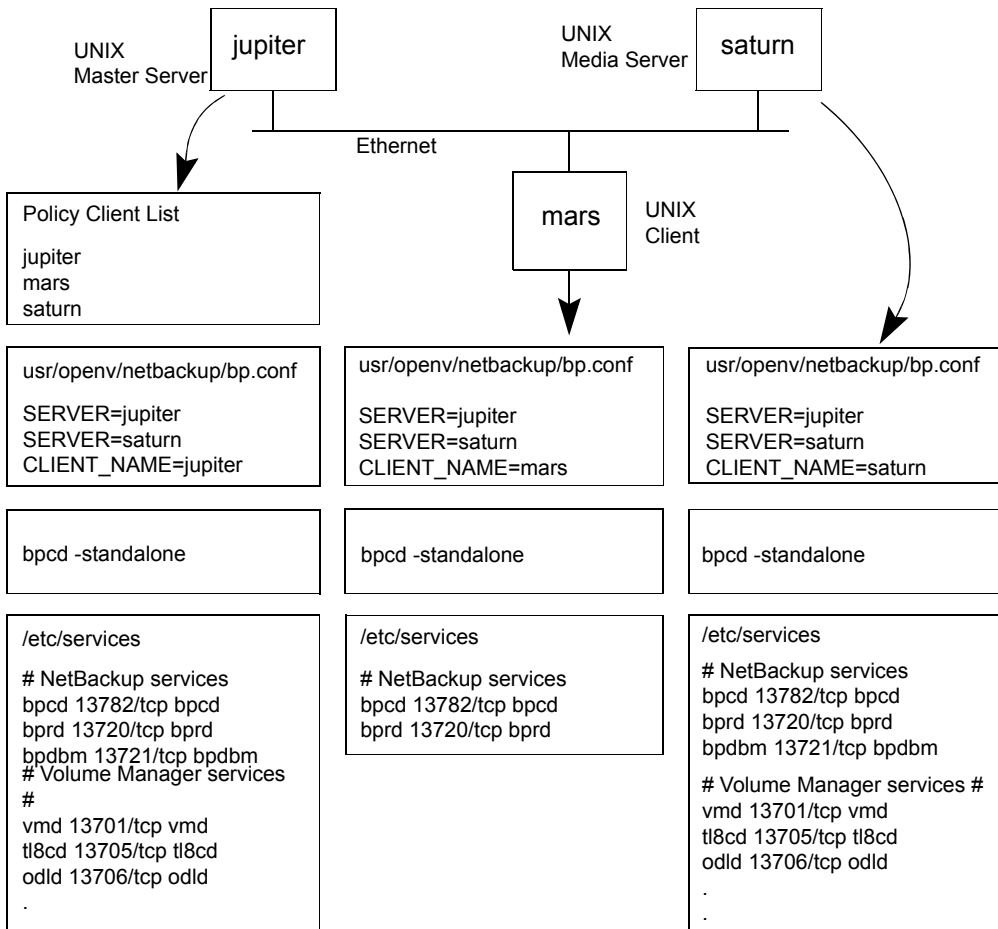 UNIX
Master Server
jupiter
UNIX
Media Server
saturn
Ethernet
mars
UNIX
Client
Policy Client List
jupiter
mars
saturn
usr/openv/netbackup/bp.conf
SERVER=jupiter
SERVER=saturn
CLIENT_NAME=jupiter
usr/openv/netbackup/bp.conf
SERVER=jupiter
SERVER=saturn
CLIENT_NAME=mars
usr/openv/netbackup/bp.conf
SERVER=jupiter
SERVER=saturn
CLIENT_NAME=saturn
bpcd -standalone
bpcd -standalone
bpcd -standalone
/etc/services
# NetBackup services
bpcd 13782/tcp bpcd
bprd 13720/tcp bprd
bpdbm 13721/tcp bpdbm
# Volume Manager services
#
vmd 13701/tcp vmd
tl8cd 13705/tcp tl8cd
odld 13706/tcp odld
.
/etc/services
# NetBackup services
bpcd 13782/tcp bpcd
bprd 13720/tcp bprd
/etc/services
# NetBackup services
bpcd 13782/tcp bpcd
bprd 13720/tcp bprd
bpdbm 13721/tcp bpdbm
# Volume Manager services #
vmd 13701/tcp vmd
tl8cd 13705/tcp tl8cd
odld 13706/tcp odld
.
.